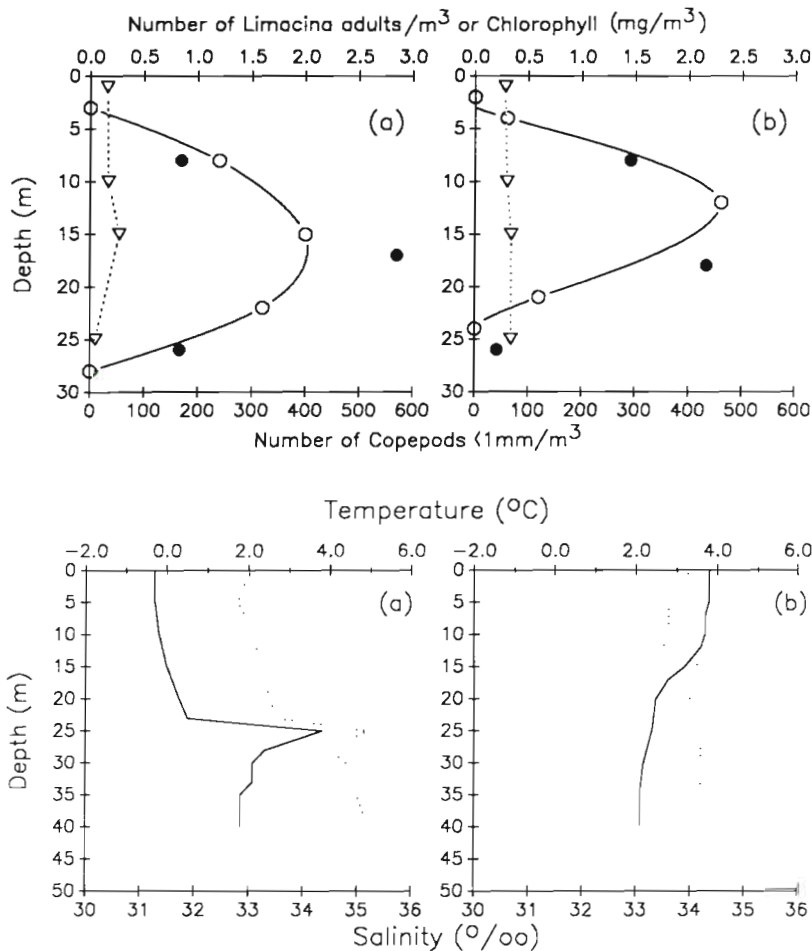 Number of Limacina adults/m³ or Chlorophyll (mg/m³)
0.0 0.5 1.0 1.5 2.0 2.5 3.0 0.0 0.5 1.0 1.5 2.0 2.5 3.0
0
5
10
15
20
25
30
Depth (m)
(a)
(b)
0 100 200 300 400 500 600 0 100 200 300 400 500 600
Number of Copepods <1mm/m³
Temperature (°C)
-2.0 0.0 2.0 4.0 6.0 -2.0 0.0 2.0 4.0 6.0
0
5
10
15
20
25
30
35
40
50
Depth (m)
(a)
(b)
30 31 32 33 34 35 36 30 31 32 33 34 35 36
Salinity (°/oo)